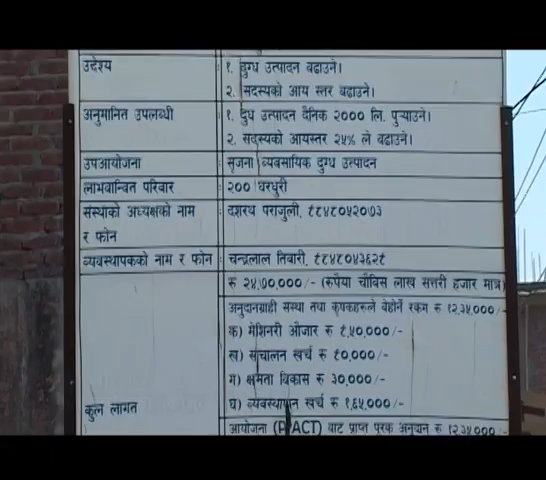 उद्देश्य : १. दुग्ध उत्पादन बढाउने।
२. सदस्यको आय स्तर बढाउने।
अनुमानित उपलब्धी : १. दुध उत्पादन दैनिक २००० लि. पुर्‍याउने।
२. सदस्यको आयस्तर २५% ले बढाउने।
उपआयोजना : सृजना व्यवसायिक दुग्ध उत्पादन
लाभवान्वित परिवार : २०० घरधुरी
संस्थाको अध्यक्षको नाम : दशरथ पराजुली, ९८४८०५२०७३
र फोन
व्यवस्थापकको नाम र फोन : चन्द्रलाल तिवारी, ९८४८०४३६२९
रु २४,७०,०००/- (रुपैया चौविस लाख सत्तरी हजार मात्र)
अनुदानग्राही संस्था तथा कृषकहरुले वेहोर्ने रकम रु १२,३५,०००/-
क) मेशिनरी औजार रु ९,५०,०००/-
ख) संचालन खर्च रु ९०,०००/-
ग) क्षमता विकास रु ३०,०००/-
घ) व्यवस्थापन खर्च रु १,६५,०००/-
कुल लागत
आयोजना (PACT) बाट प्राप्त पुरक अनुदान रु १२,३५,०००/-